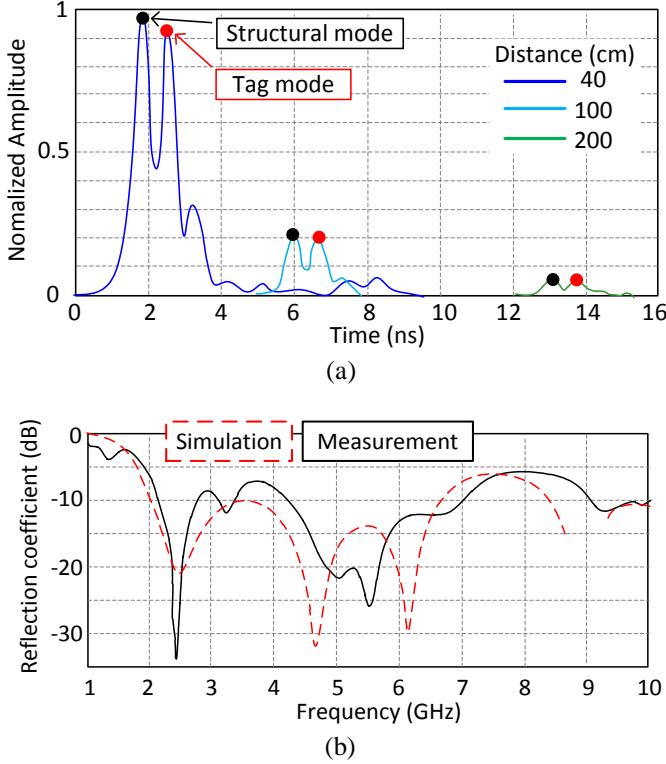 1
Structural mode
Tag mode
Distance (cm)
40
100
200
0.5
0
Nomalized Amplitude
0 2 4 6 8 10 12 14 16
Time (ns)
(a)
0
-10
-20
-30
Reflection coefficient (dB)
Simulation Measurement
1 2 3 4 5 6 7 8 9 10
Frequency (GHz)
(b)